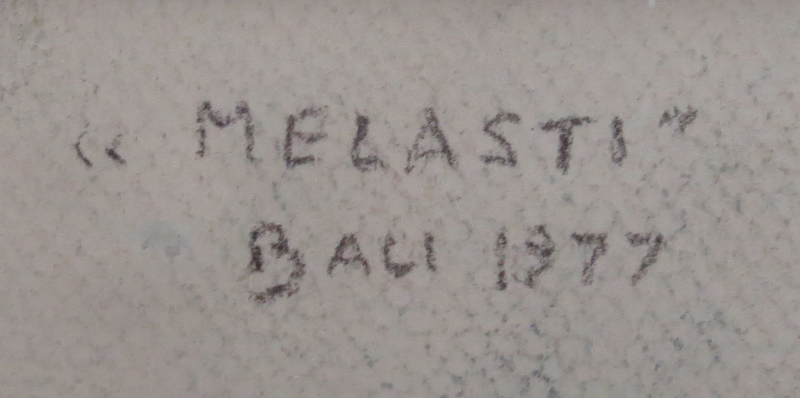 “ MELASTI ”
BALI 1977